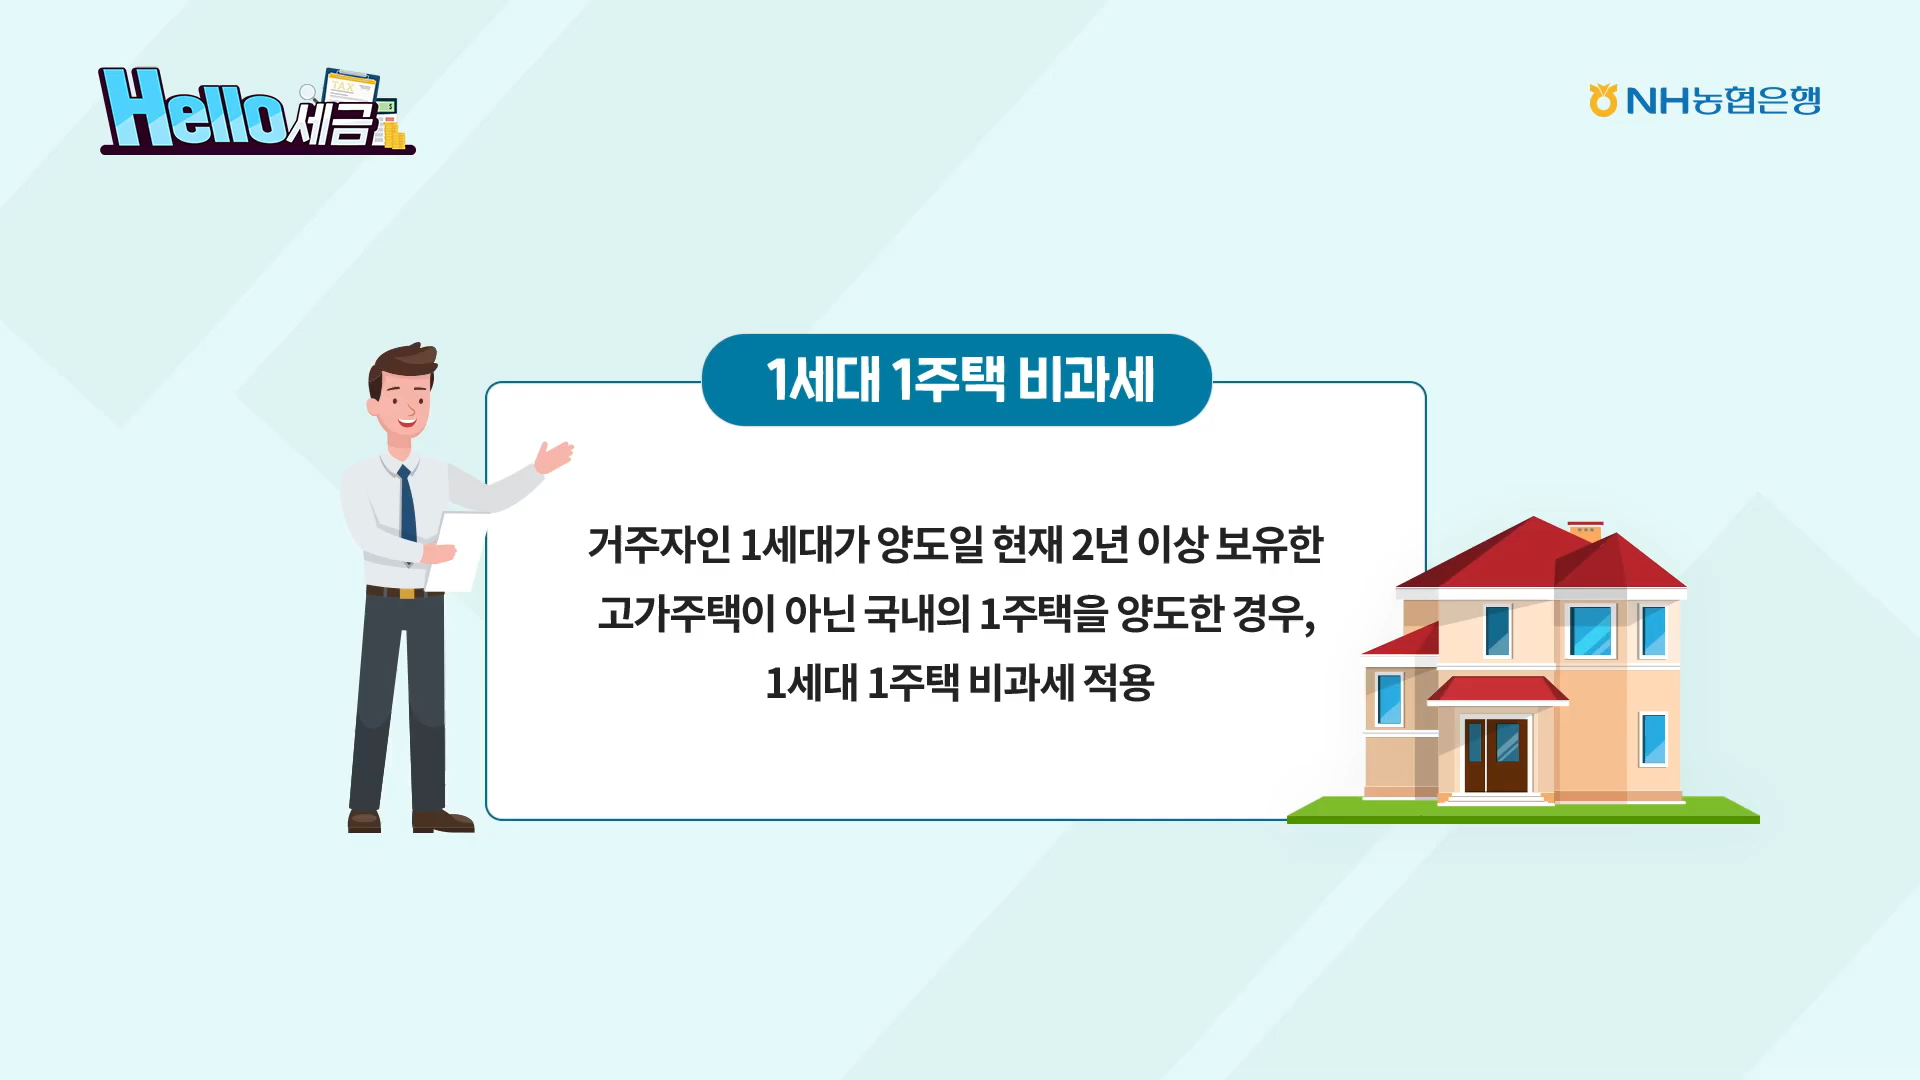 Hello세금
TAX
NH농협은행
1세대 1주택 비과세
거주자인 1세대가 양도일 현재 2년 이상 보유한
고가주택이 아닌 국내의 1주택을 양도한 경우,
1세대 1주택 비과세 적용